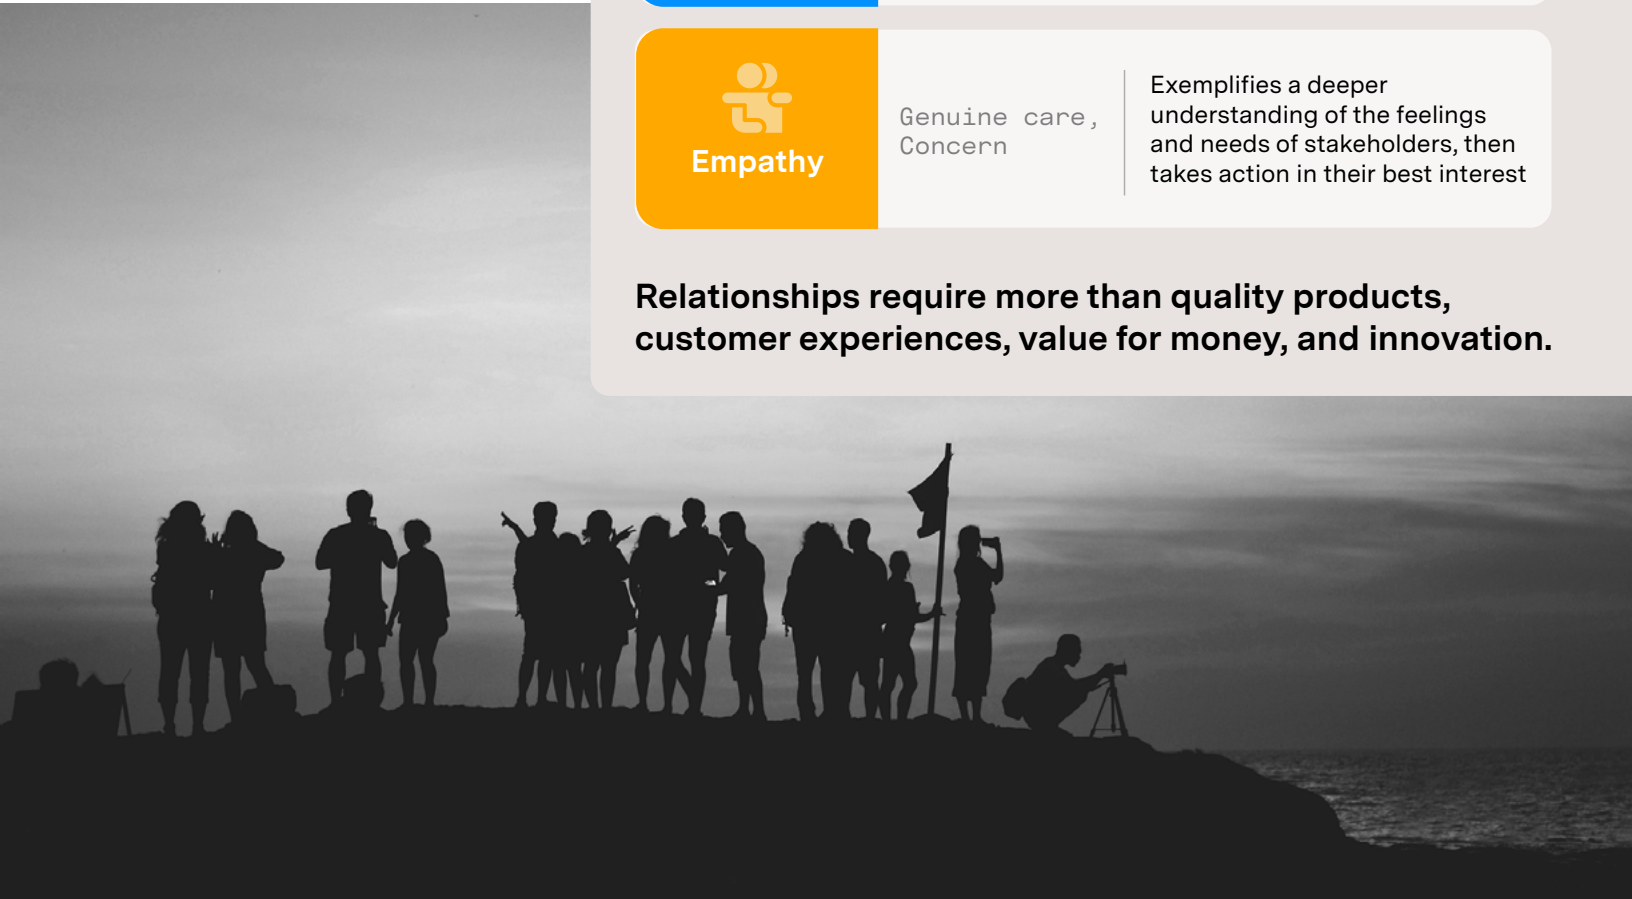 Empathy
Genuine care,
Concern
Exemplifies a deeper
understanding of the feelings
and needs of stakeholders, then
takes action in their best interest
Relationships require more than quality products,
customer experiences, value for money, and innovation.